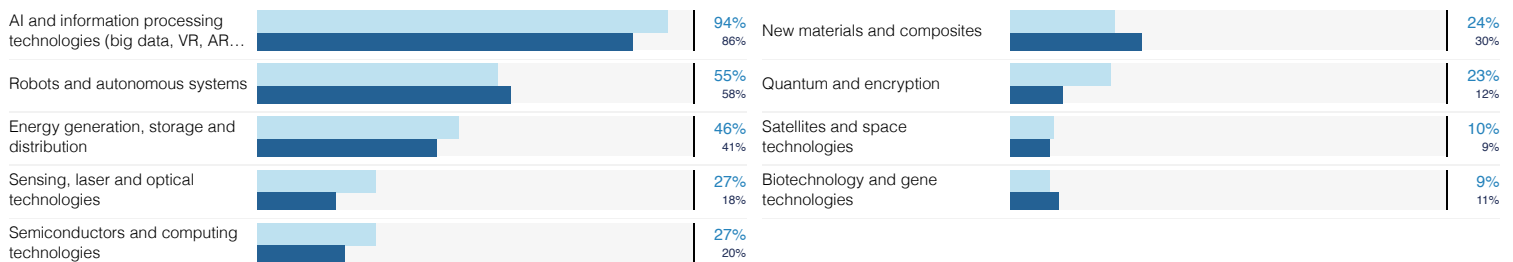 AI and information processing
technologies (big data, VR, AR…
94%
86%
Robots and autonomous systems
55%
58%
Energy generation, storage and
distribution
46%
41%
Sensing, laser and optical
technologies
27%
18%
Semiconductors and computing
technologies
27%
20%
New materials and composites
24%
30%
Quantum and encryption
23%
12%
Satellites and space
technologies
10%
9%
Biotechnology and gene
technologies
9%
11%